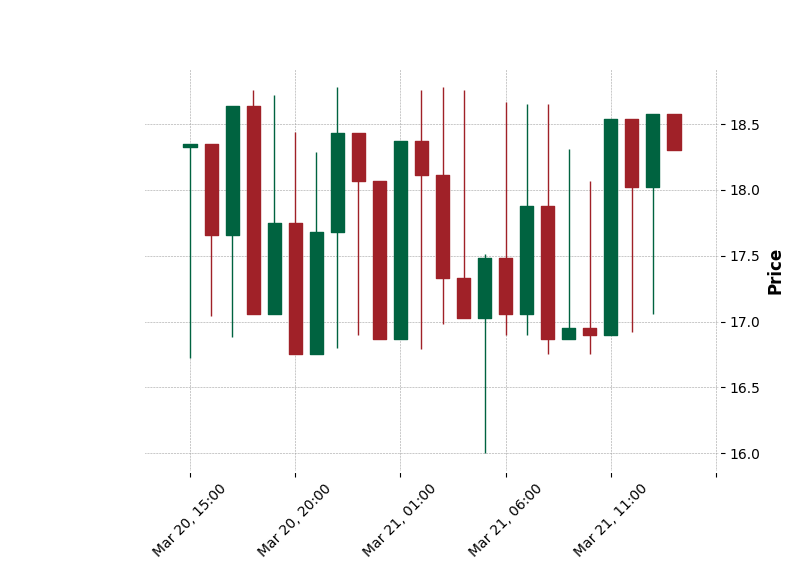 18.5
18.0
17.5
17.0
16.5
16.0
Price
Mar 20, 15:00
Mar 20, 20:00
Mar 21, 01:00
Mar 21, 06:00
Mar 21, 11:00